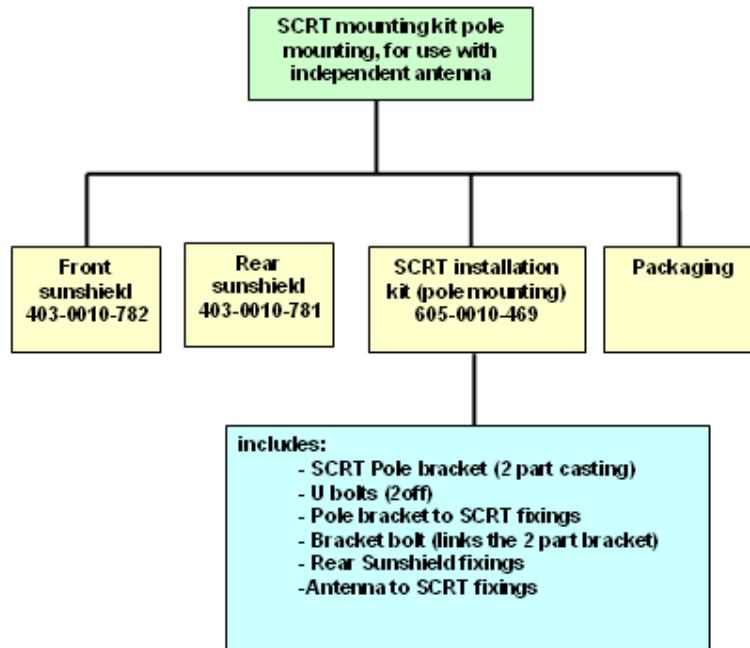 SCRT mounting kit pole
mounting, for use with
independent antenna
Front
sunshield
403-0010-782
Rear
sunshield
403-0010-781
SCRT installation
kit (pole mounting)
605-0010-469
Packaging
includes:
- SCRT Pole bracket (2 part casting)
- U bolts (2off)
- Pole bracket to SCRT fixings
- Bracket bolt (links the 2 part bracket)
- Rear Sunshield fixings
-Antenna to SCRT fixings